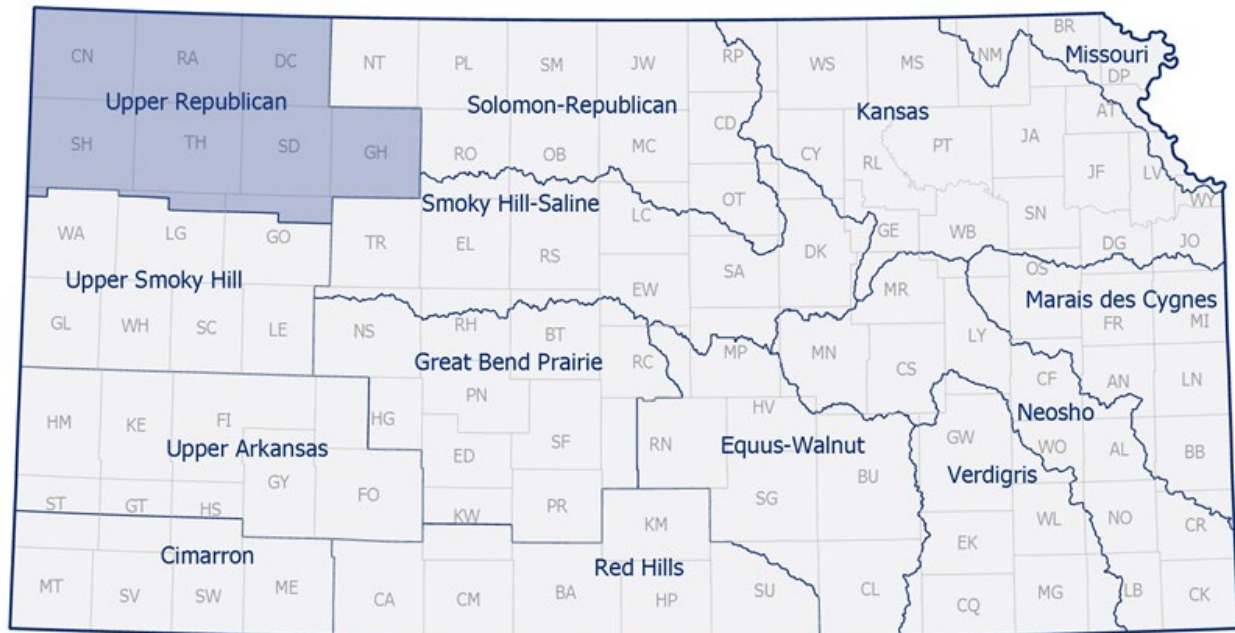 BR
CN RA DC NT PL SM JW RP WS MS NM Missouri
DP
Upper Republican Solomon-Republican Kansas
AT
CD
SH TH SD GH RO OB MC CY RL PT JA JF LV
WY
Smoky Hill-Saline LC OT SN
WA LG GO TR EL RS GE WB DG JO
Upper Smoky Hill SA DK OS
EW MR Marais des Cygnes
GL WH SC LE NS RH BT LY FR MI
Great Bend Prairie RC MP MN CS
CF AN LN
PN
HM KE FI HG HV Neosho
Upper Arkansas ED SF RN Equus-Walnut GW WO AL BB
GY FO SG BU Verdigris
ST GT HS KW PR
KM WL NO CR
Cimarron Red Hills EK
MT SV SW ME CA CM BA HP SU CL CQ MG LB CK